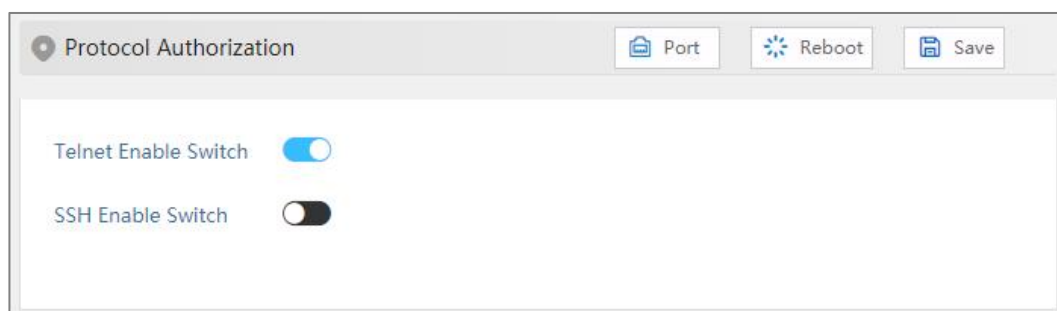 Protocol Authorization Port Reboot Save
Telnet Enable Switch
SSH Enable Switch